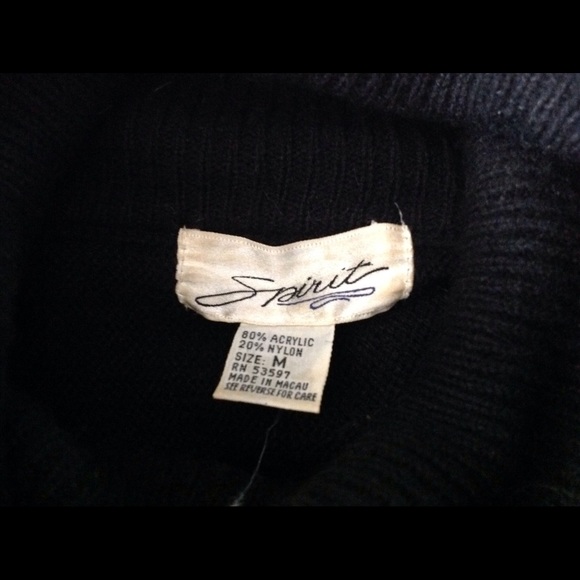 Spirit
80% ACRYLIC
20% NYLON
SIZE: M
RN 53597
MADE IN MACAU
SEE REVERSE FOR CARE